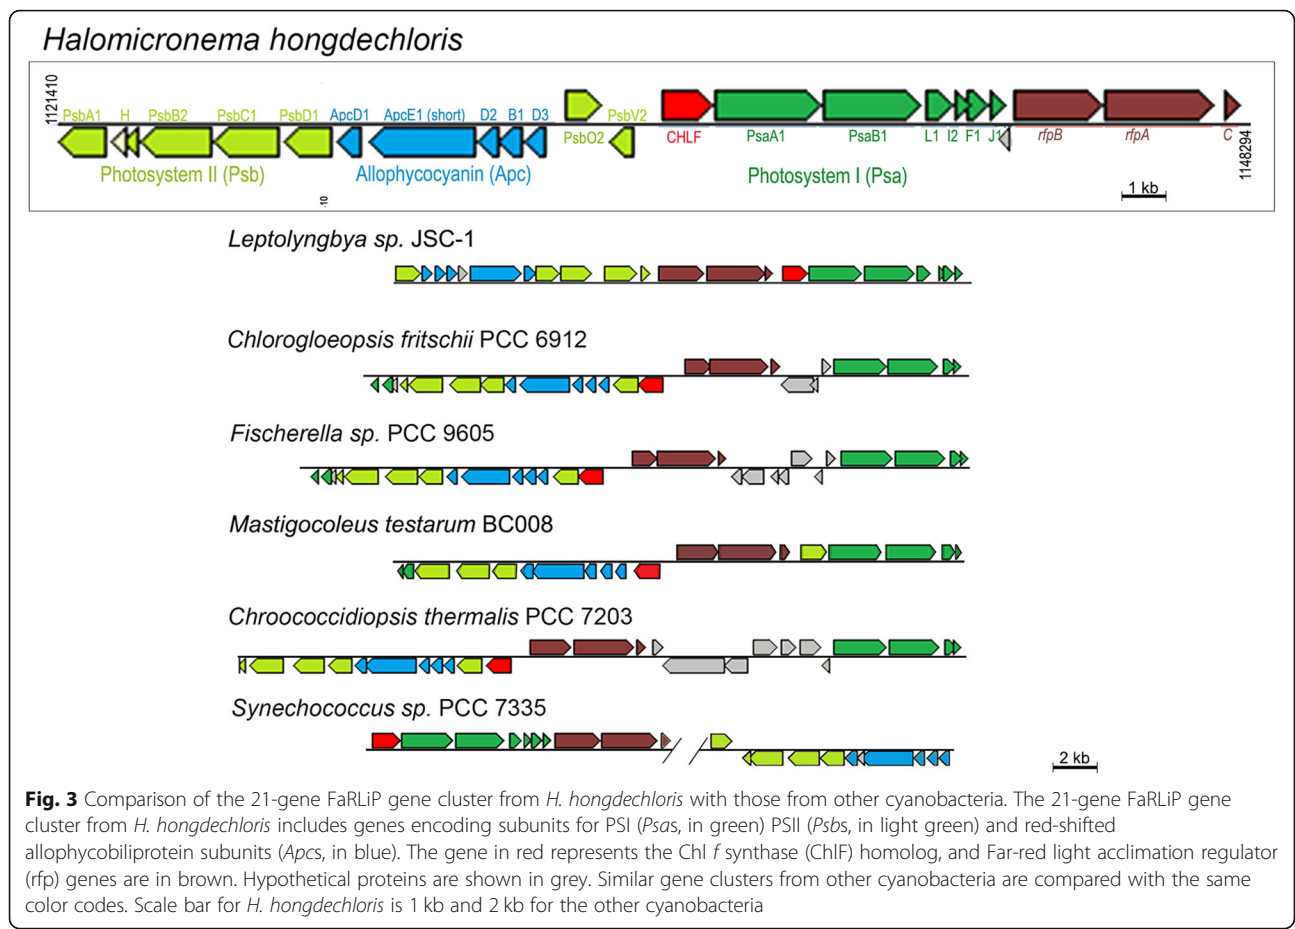 Halomicronema hongdechloris
1121410
PsbA1 H PsbB2 PsbC1 PsbD1 ApcD1 ApcE1 (short) D2 B1 D3 PsbO2 PsbV2 CHLF PsaA1 PsaB1 L1 I2 F1 J1 rfpB rfpA C
Photosystem II (Psb) Allophycocyanin (Apc) Photosystem I (Psa)
1148294
-10
1 kb
Leptolyngbya sp. JSC-1
Chlorogloeopsis fritschii PCC 6912
Fischerella sp. PCC 9605
Mastigocoleus testarum BC008
Chroococcidiopsis thermalis PCC 7203
Synechococcus sp. PCC 7335
2 kb
Fig. 3 Comparison of the 21-gene FaRLiP gene cluster from H. hongdechloris with those from other cyanobacteria. The 21-gene FaRLiP gene
cluster from H. hongdechloris includes genes encoding subunits for PSI (Psas, in green) PSII (Psbs, in light green) and red-shifted
allophycobiliprotein subunits (Apcs, in blue). The gene in red represents the Chl f synthase (ChlF) homolog, and Far-red light acclimation regulator
(rfp) genes are in brown. Hypothetical proteins are shown in grey. Similar gene clusters from other cyanobacteria are compared with the same
color codes. Scale bar for H. hongdechloris is 1 kb and 2 kb for the other cyanobacteria